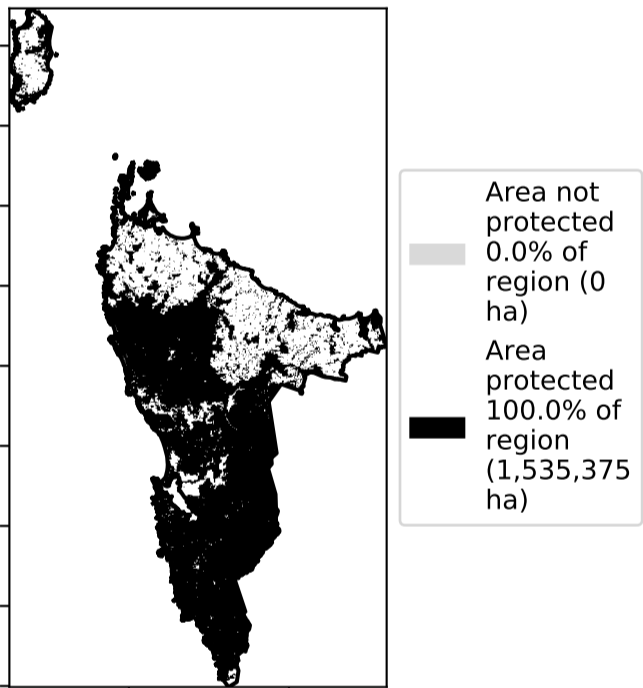 Area not
protected
0.0% of
region (0
ha)
Area
protected
100.0% of
region
(1,535,375
ha)